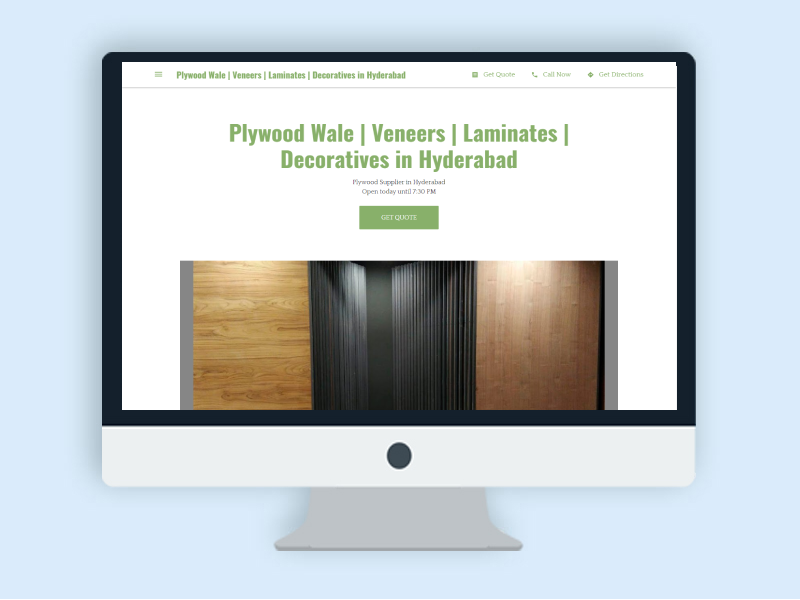 Plywood Wale | Veneers | Laminates | Decoratives in Hyderabad
Get Quote
Call Now
Get Directions
Plywood Wale | Veneers | Laminates |
Decoratives in Hyderabad
Plywood Supplier in Hyderabad
Open today until 7:30 PM
GET QUOTE